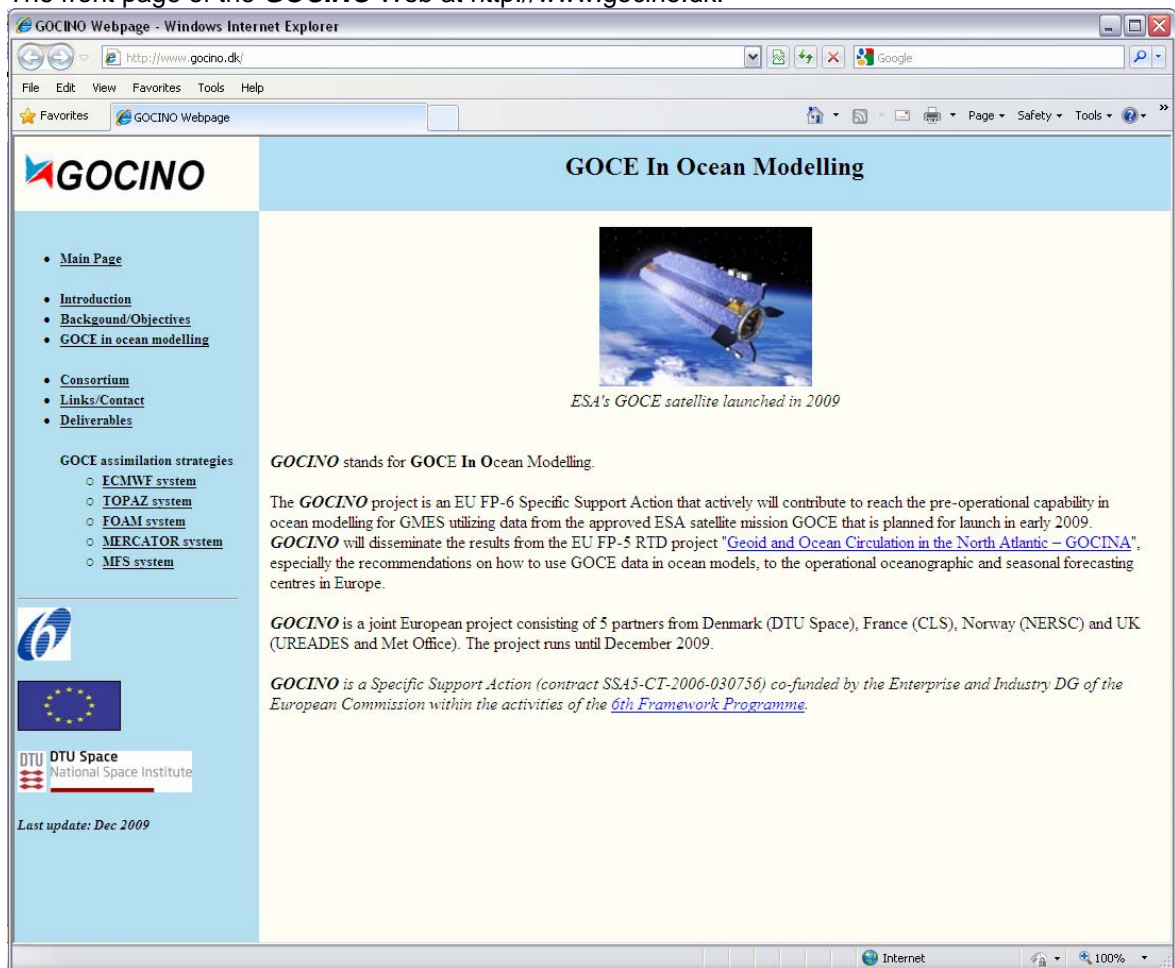 The front page of the GOCINO Web at http://www.gocino.dk.
GOCINO Webpage - Windows Internet Explorer
http://www.gocino.dk/
Google
File Edit View Favorites Tools Help
Favorites GOCINO Webpage Page Safety Tools
GOCINO
GOCE In Ocean Modelling
Main Page
Introduction
Backgound/Objectives
GOCE in ocean modelling
Consortium
Links/Contact
Deliverables
GOCE assimilation strategies
ECMWF system
TOPAZ system
FOAM system
MERCATOR system
MFS system
DTU DTU Space
National Space Institute
Last update: Dec 2009
ESA's GOCE satellite launched in 2009
GOCINO stands for GOCE In Ocean Modelling.
The GOCINO project is an EU FP-6 Specific Support Action that actively will contribute to reach the pre-operational capability in
ocean modelling for GMES utilizing data from the approved ESA satellite mission GOCE that is planned for launch in early 2009.
GOCINO will disseminate the results from the EU FP-5 RTD project "Geoid and Ocean Circulation in the North Atlantic – GOCINA",
especially the recommendations on how to use GOCE data in ocean models, to the operational oceanographic and seasonal forecasting
centres in Europe.
GOCINO is a joint European project consisting of 5 partners from Denmark (DTU Space), France (CLS), Norway (NERSC) and UK
(UREADES and Met Office). The project runs until December 2009.
GOCINO is a Specific Support Action (contract SSA5-CT-2006-030756) co-funded by the Enterprise and Industry DG of the
European Commission within the activities of the 6th Framework Programme.
Internet 100%